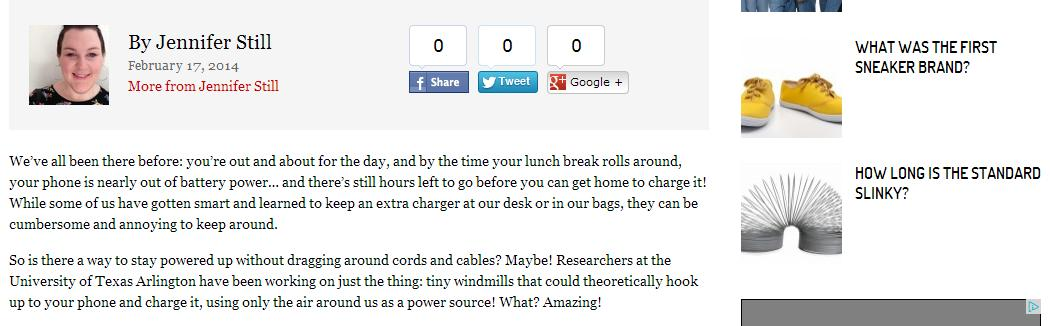 By Jennifer Still
February 17, 2014
More from Jennifer Still
0
0
0
Share
Tweet
Google +
We've all been there before: you're out and about for the day, and by the time your lunch break rolls around,
your phone is nearly out of battery power... and there's still hours left to go before you can get home to charge it!
While some of us have gotten smart and learned to keep an extra charger at our desk or in our bags, they can be
cumbersome and annoying to keep around.
So is there a way to stay powered up without dragging around cords and cables? Maybe! Researchers at the
University of Texas Arlington have been working on just the thing: tiny windmills that could theoretically hook
up to your phone and charge it, using only the air around us as a power source! What? Amazing!
WHAT WAS THE FIRST
SNEAKER BRAND?
HOW LONG IS THE STANDARD
SLINKY?